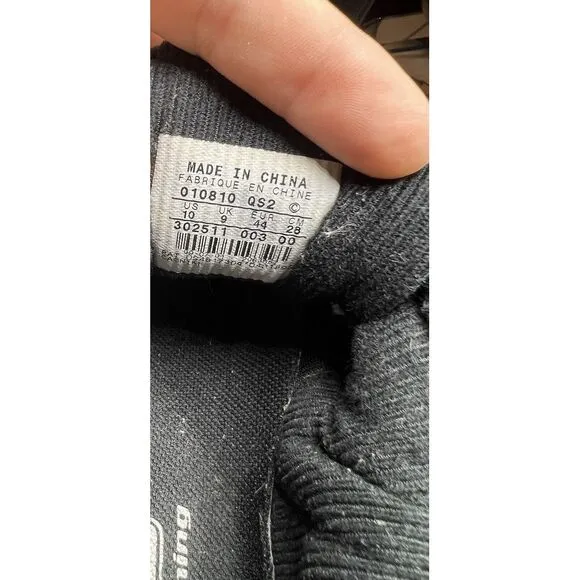 MADE IN CHINA
FABRIQUE EN CHINE
010810 QS2 ©
US UK EUR CM
10 9 44 28
302511 003 00
ning